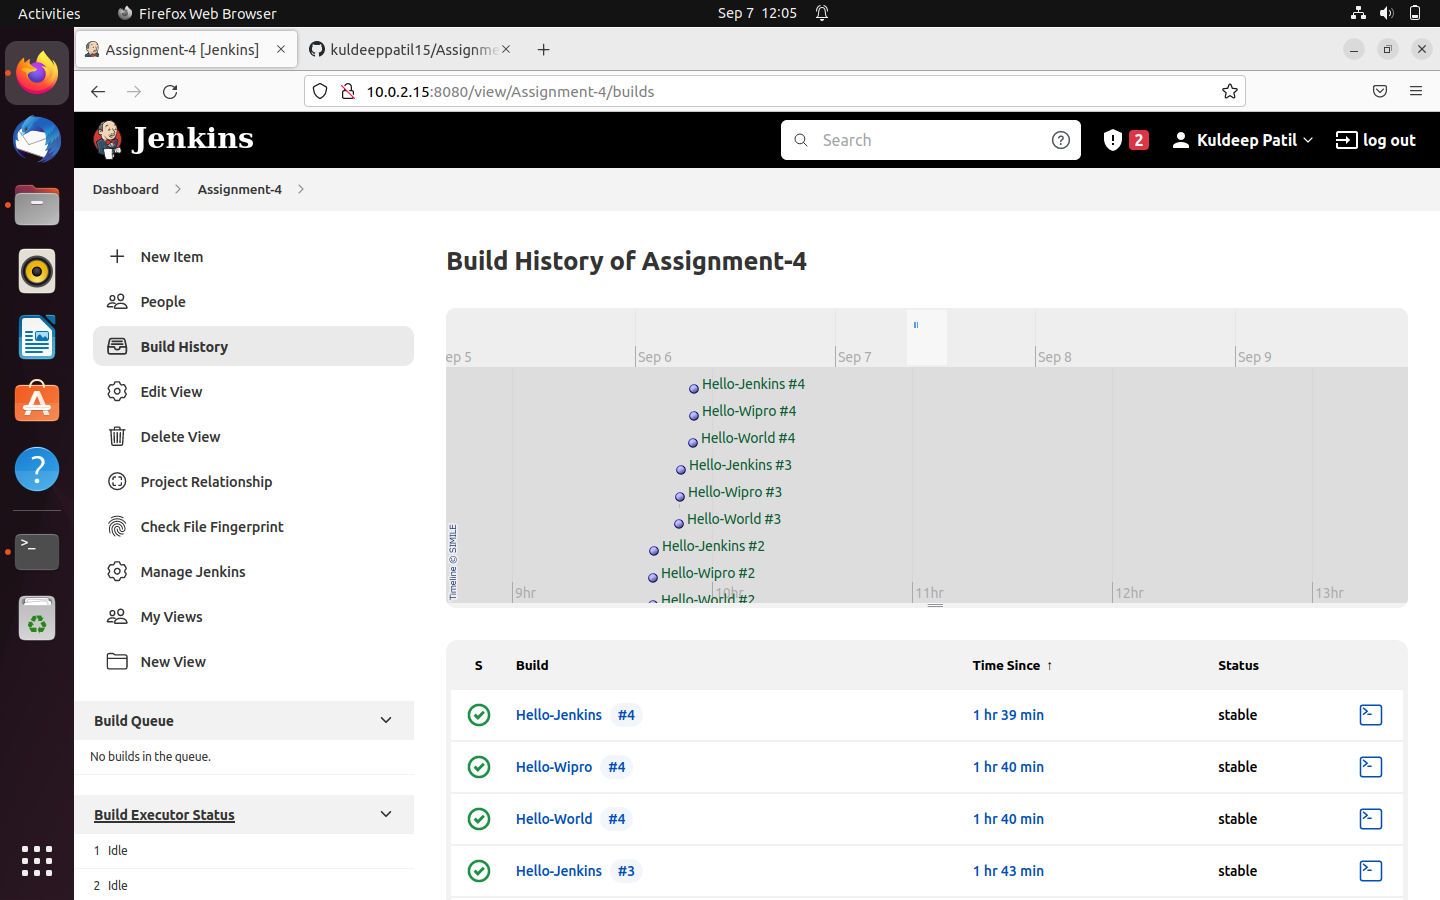 Activities
Firefox Web Browser
Sep 7 12:05
Assignment-4 [Jenkins]
kuldeeppatil15/Assignme
10.0.2.15:8080/view/Assignment-4/builds
Jenkins
Search
2
Kuldeep Patil
log out
Dashboard
Assignment-4
New Item
People
Build History
Edit View
Delete View
Project Relationship
Check File Fingerprint
Manage Jenkins
My Views
New View
Build Queue
No builds in the queue.
Build Executor Status
1 Idle
2 Idle
Build History of Assignment-4
ep 5
Sep 6
Sep 7
Sep 8
Sep 9
Hello-Jenkins #4
Hello-Wipro #4
Hello-World #4
Hello-Jenkins #3
Hello-Wipro #3
Hello-World #3
Hello-Jenkins #2
Hello-Wipro #2
Hello-World #2
Timeline © SIMILE
9hr
10hr
11hr
12hr
13hr
S Build Time Since ↑ Status
Hello-Jenkins #4 1 hr 39 min stable
Hello-Wipro #4 1 hr 40 min stable
Hello-World #4 1 hr 40 min stable
Hello-Jenkins #3 1 hr 43 min stable